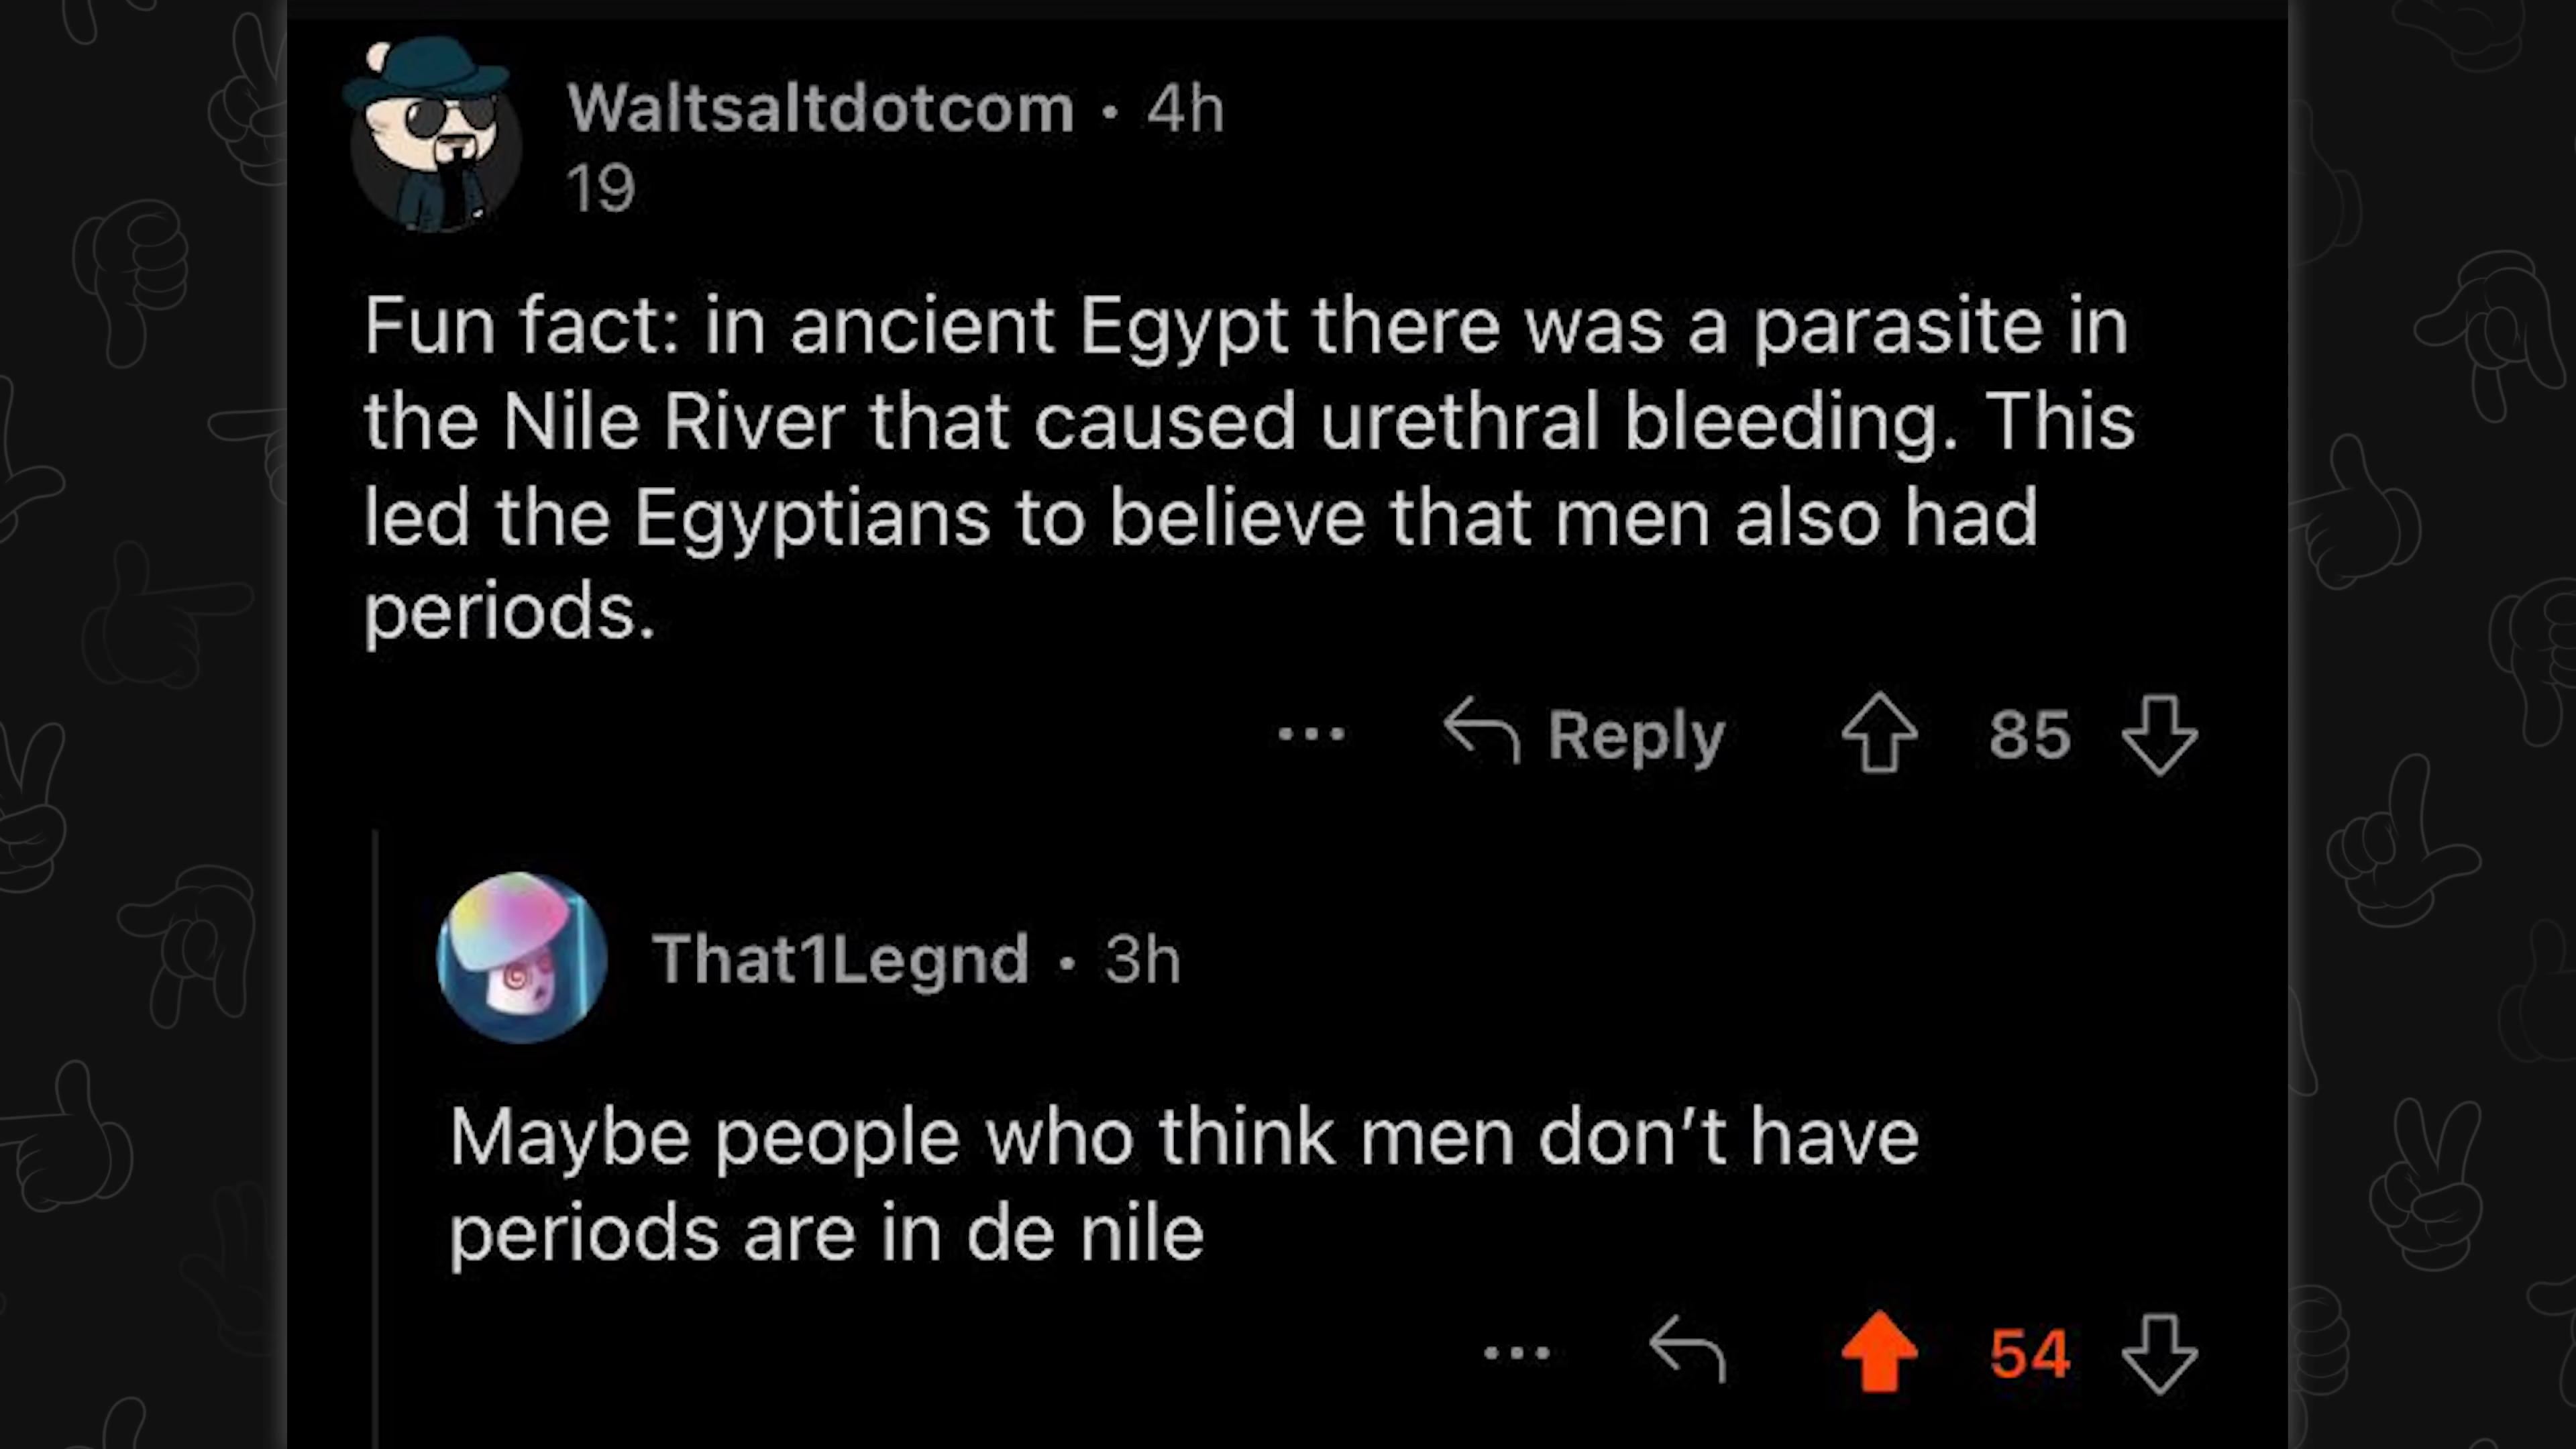 Waltsaltdotcom • 4h
19
Fun fact: in ancient Egypt there was a parasite in
the Nile River that caused urethral bleeding. This
led the Egyptians to believe that men also had
periods.
... Reply 85
That1Legnd • 3h
Maybe people who think men don’t have
periods are in de nile
... 54